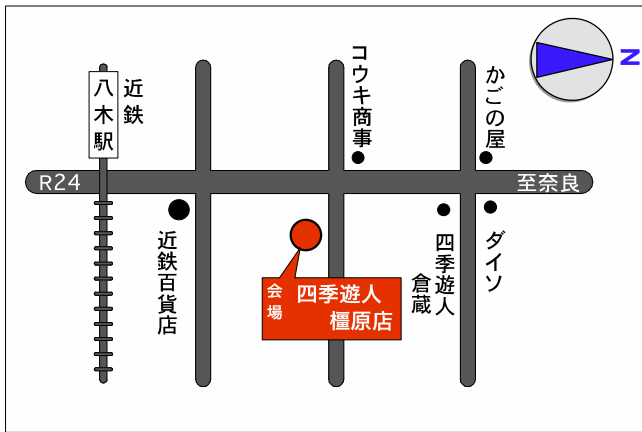 近鉄
八木駅
コウキ商事
かごの屋
N
R24
至奈良
近鉄百貨店
会場
四季遊人
橿原店
四季遊人
倉蔵
ダイソ